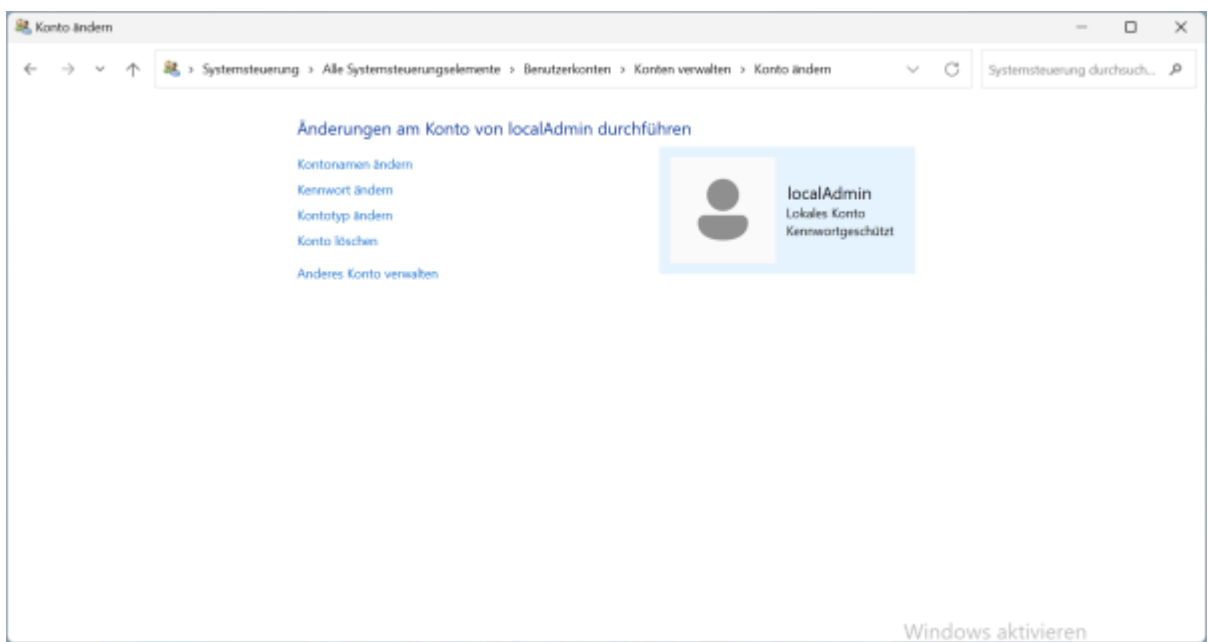 Konto ändern
Systemsteuerung > Alle Systemsteuerungselemente > Benutzerkonten > Konten verwalten > Konto ändern
Systemsteuerung durchsuch...
Änderungen am Konto von localAdmin durchführen
Kontonamen ändern
Kennwort ändern
Kontotyp ändern
Konto löschen
Anderes Konto verwalten
localAdmin
Lokales Konto
Kennwortgeschützt
Windows aktivieren